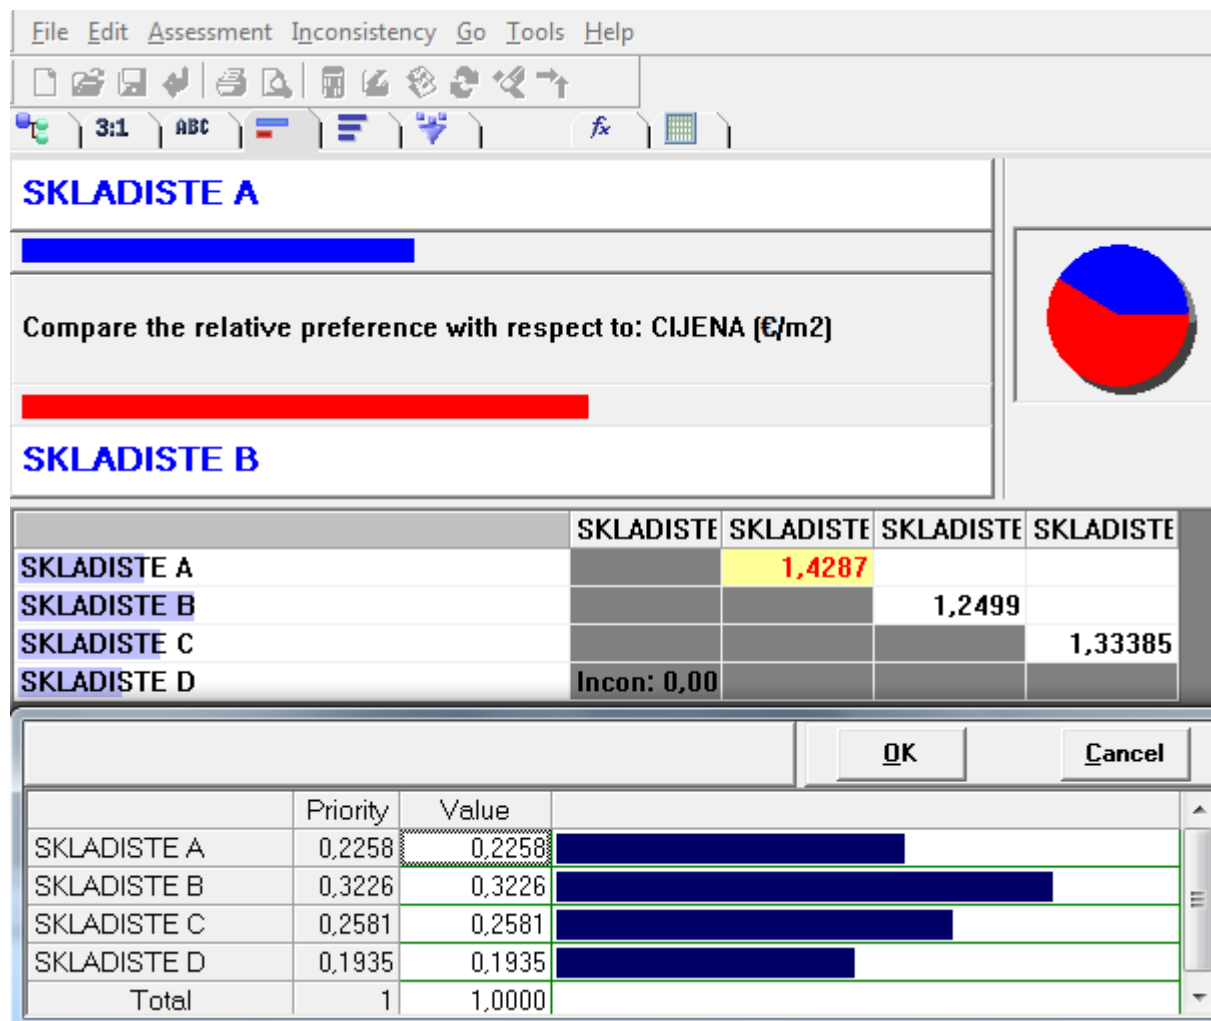 File Edit Assessment Inconsistency Go Tools Help
3:1 ABC fx
SKLADISTE A
Compare the relative preference with respect to: CIJENA (€/m2)
SKLADISTE B
SKLADISTE SKLADISTE SKLADISTE SKLADISTE
SKLADISTE A 1,4287
SKLADISTE B 1,2499
SKLADISTE C 1,33385
SKLADISTE D Incon: 0,00
OK Cancel
Priority Value
SKLADISTE A 0,2258 0,2258
SKLADISTE B 0,3226 0,3226
SKLADISTE C 0,2581 0,2581
SKLADISTE D 0,1935 0,1935
Total 1 1,0000